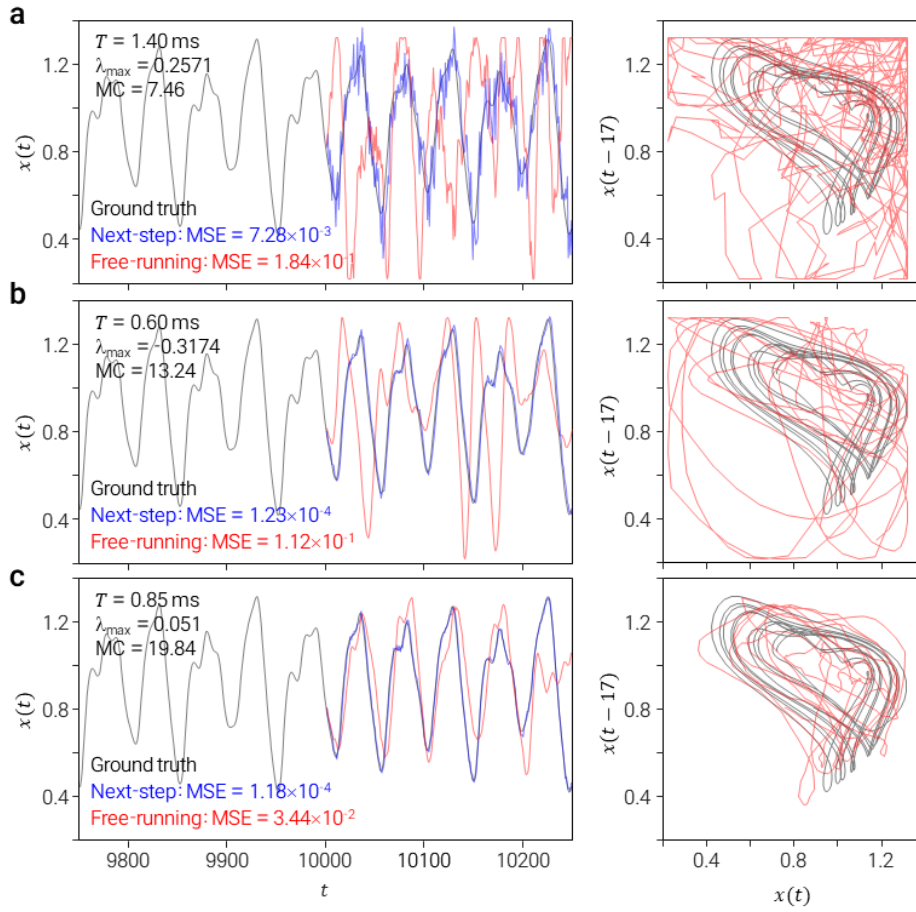 a
T = 1.40 ms
λmax = 0.2571
MC = 7.46
Ground truth
Next-step: MSE = 7.28×10⁻³
Free-running: MSE = 1.84×10⁻¹
x(t)
1.2
0.8
0.4
x(t − 17)
1.2
0.8
0.4
b
T = 0.60 ms
λmax = -0.3174
MC = 13.24
Ground truth
Next-step: MSE = 1.23×10⁻⁴
Free-running: MSE = 1.12×10⁻¹
x(t)
1.2
0.8
0.4
x(t − 17)
1.2
0.8
0.4
c
T = 0.85 ms
λmax = 0.051
MC = 19.84
Ground truth
Next-step: MSE = 1.18×10⁻⁴
Free-running: MSE = 3.44×10⁻²
x(t)
1.2
0.8
0.4
x(t − 17)
1.2
0.8
0.4
9800 9900 10000 10100 10200
t
0.4 0.8 1.2
x(t)